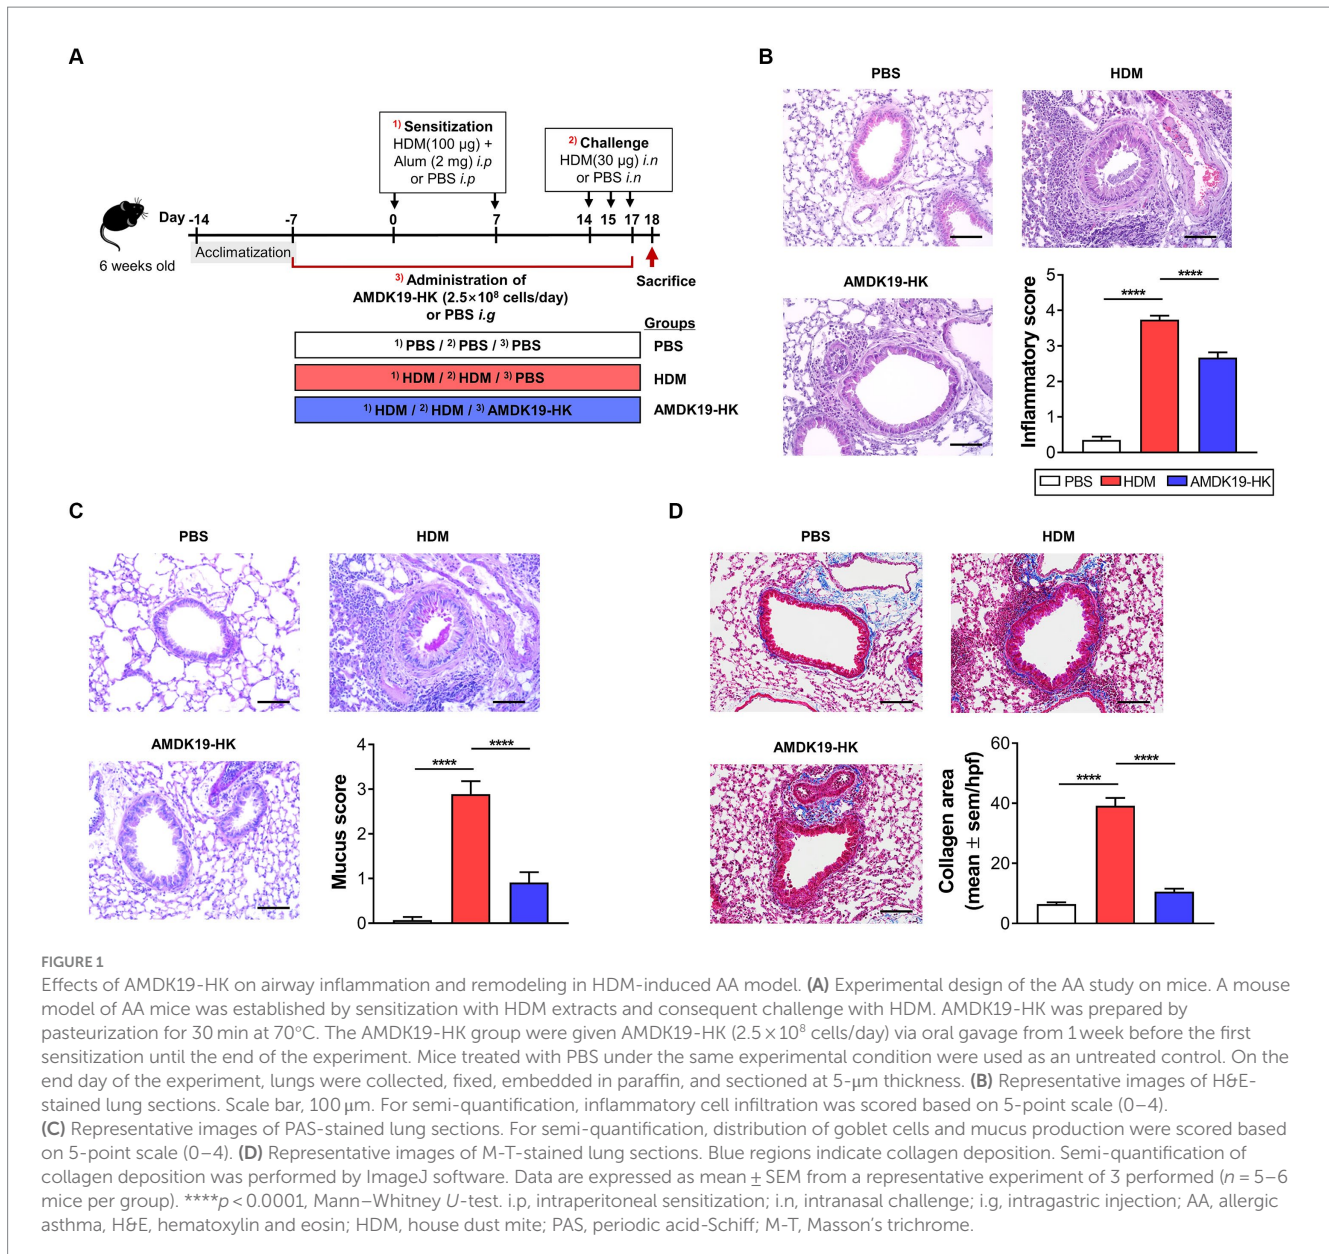 A
1) Sensitization
HDM(100 µg) +
Alum (2 mg) i.p
or PBS i.p
2) Challenge
HDM(30 µg) i.n
or PBS i.n
Day -14 -7 0 7 14 15 17 18
Acclimatization
6 weeks old
3) Administration of
AMDK19-HK (2.5×10⁸ cells/day)
or PBS i.g
Sacrifice
Groups
1) PBS / 2) PBS / 3) PBS PBS
1) HDM / 2) HDM / 3) PBS HDM
1) HDM / 2) HDM / 3) AMDK19-HK AMDK19-HK
B
PBS HDM
AMDK19-HK
Inflammatory score
5
4
3
2
1
0
****
****
PBS HDM AMDK19-HK
C
PBS HDM
AMDK19-HK
Mucus score
4
3
2
1
0
****
****
D
PBS HDM
AMDK19-HK
Collagen area
(mean ± sem/hpf)
60
40
20
0
****
****
FIGURE 1
Effects of AMDK19-HK on airway inflammation and remodeling in HDM-induced AA model. (A) Experimental design of the AA study on mice. A mouse
model of AA mice was established by sensitization with HDM extracts and consequent challenge with HDM. AMDK19-HK was prepared by
pasteurization for 30 min at 70°C. The AMDK19-HK group were given AMDK19-HK (2.5 × 10⁸ cells/day) via oral gavage from 1 week before the first
sensitization until the end of the experiment. Mice treated with PBS under the same experimental condition were used as an untreated control. On the
end day of the experiment, lungs were collected, fixed, embedded in paraffin, and sectioned at 5-µm thickness. (B) Representative images of H&E-
stained lung sections. Scale bar, 100 µm. For semi-quantification, inflammatory cell infiltration was scored based on 5-point scale (0–4).
(C) Representative images of PAS-stained lung sections. For semi-quantification, distribution of goblet cells and mucus production were scored based
on 5-point scale (0–4). (D) Representative images of M-T-stained lung sections. Blue regions indicate collagen deposition. Semi-quantification of
collagen deposition was performed by ImageJ software. Data are expressed as mean ± SEM from a representative experiment of 3 performed (n = 5–6
mice per group). ****p < 0.0001, Mann–Whitney U-test. i.p, intraperitoneal sensitization; i.n, intranasal challenge; i.g, intragastric injection; AA, allergic
asthma, H&E, hematoxylin and eosin; HDM, house dust mite; PAS, periodic acid-Schiff; M-T, Masson's trichrome.